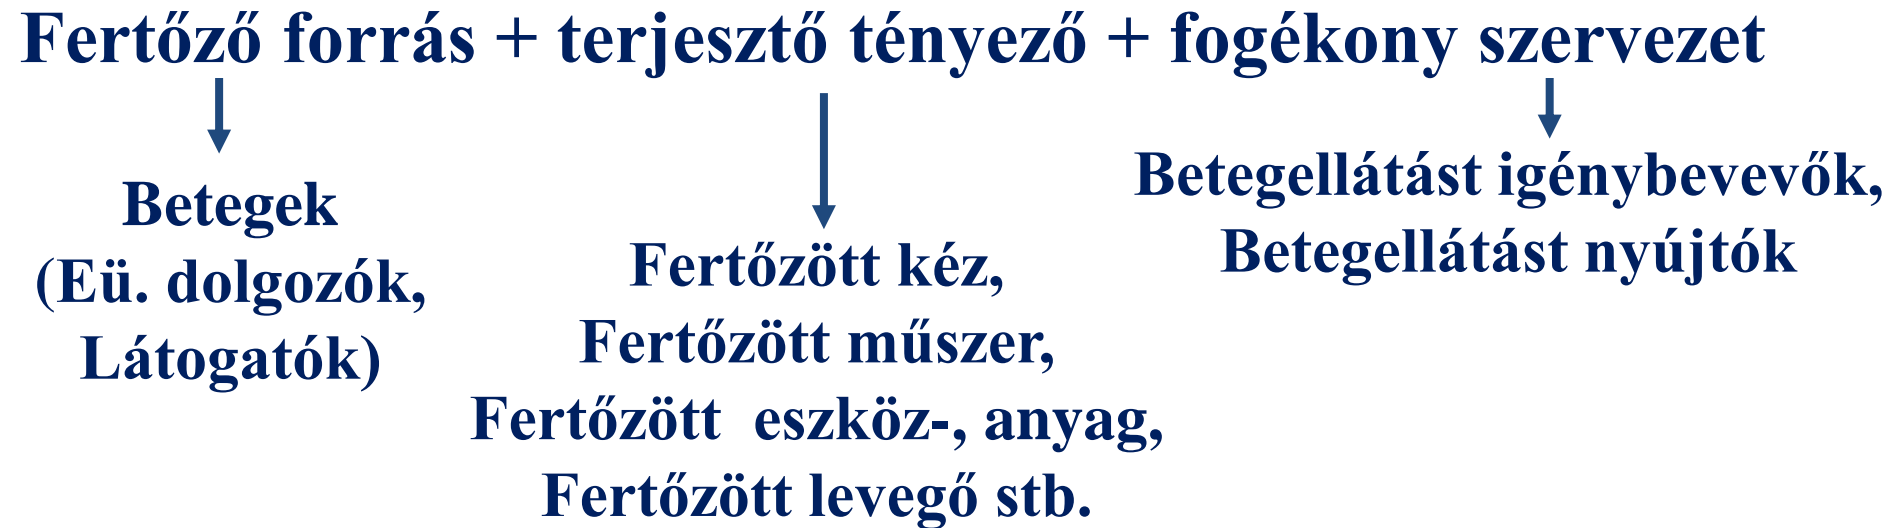 Fertőző forrás + terjesztő tényező + fogékony szervezet
Betegek
(Eü. dolgozók,
Látogatók)
Fertőzött kéz,
Fertőzött műszer,
Fertőzött eszköz-, anyag,
Fertőzött levegő stb.
Betegellátást igénybevevők,
Betegellátást nyújtók